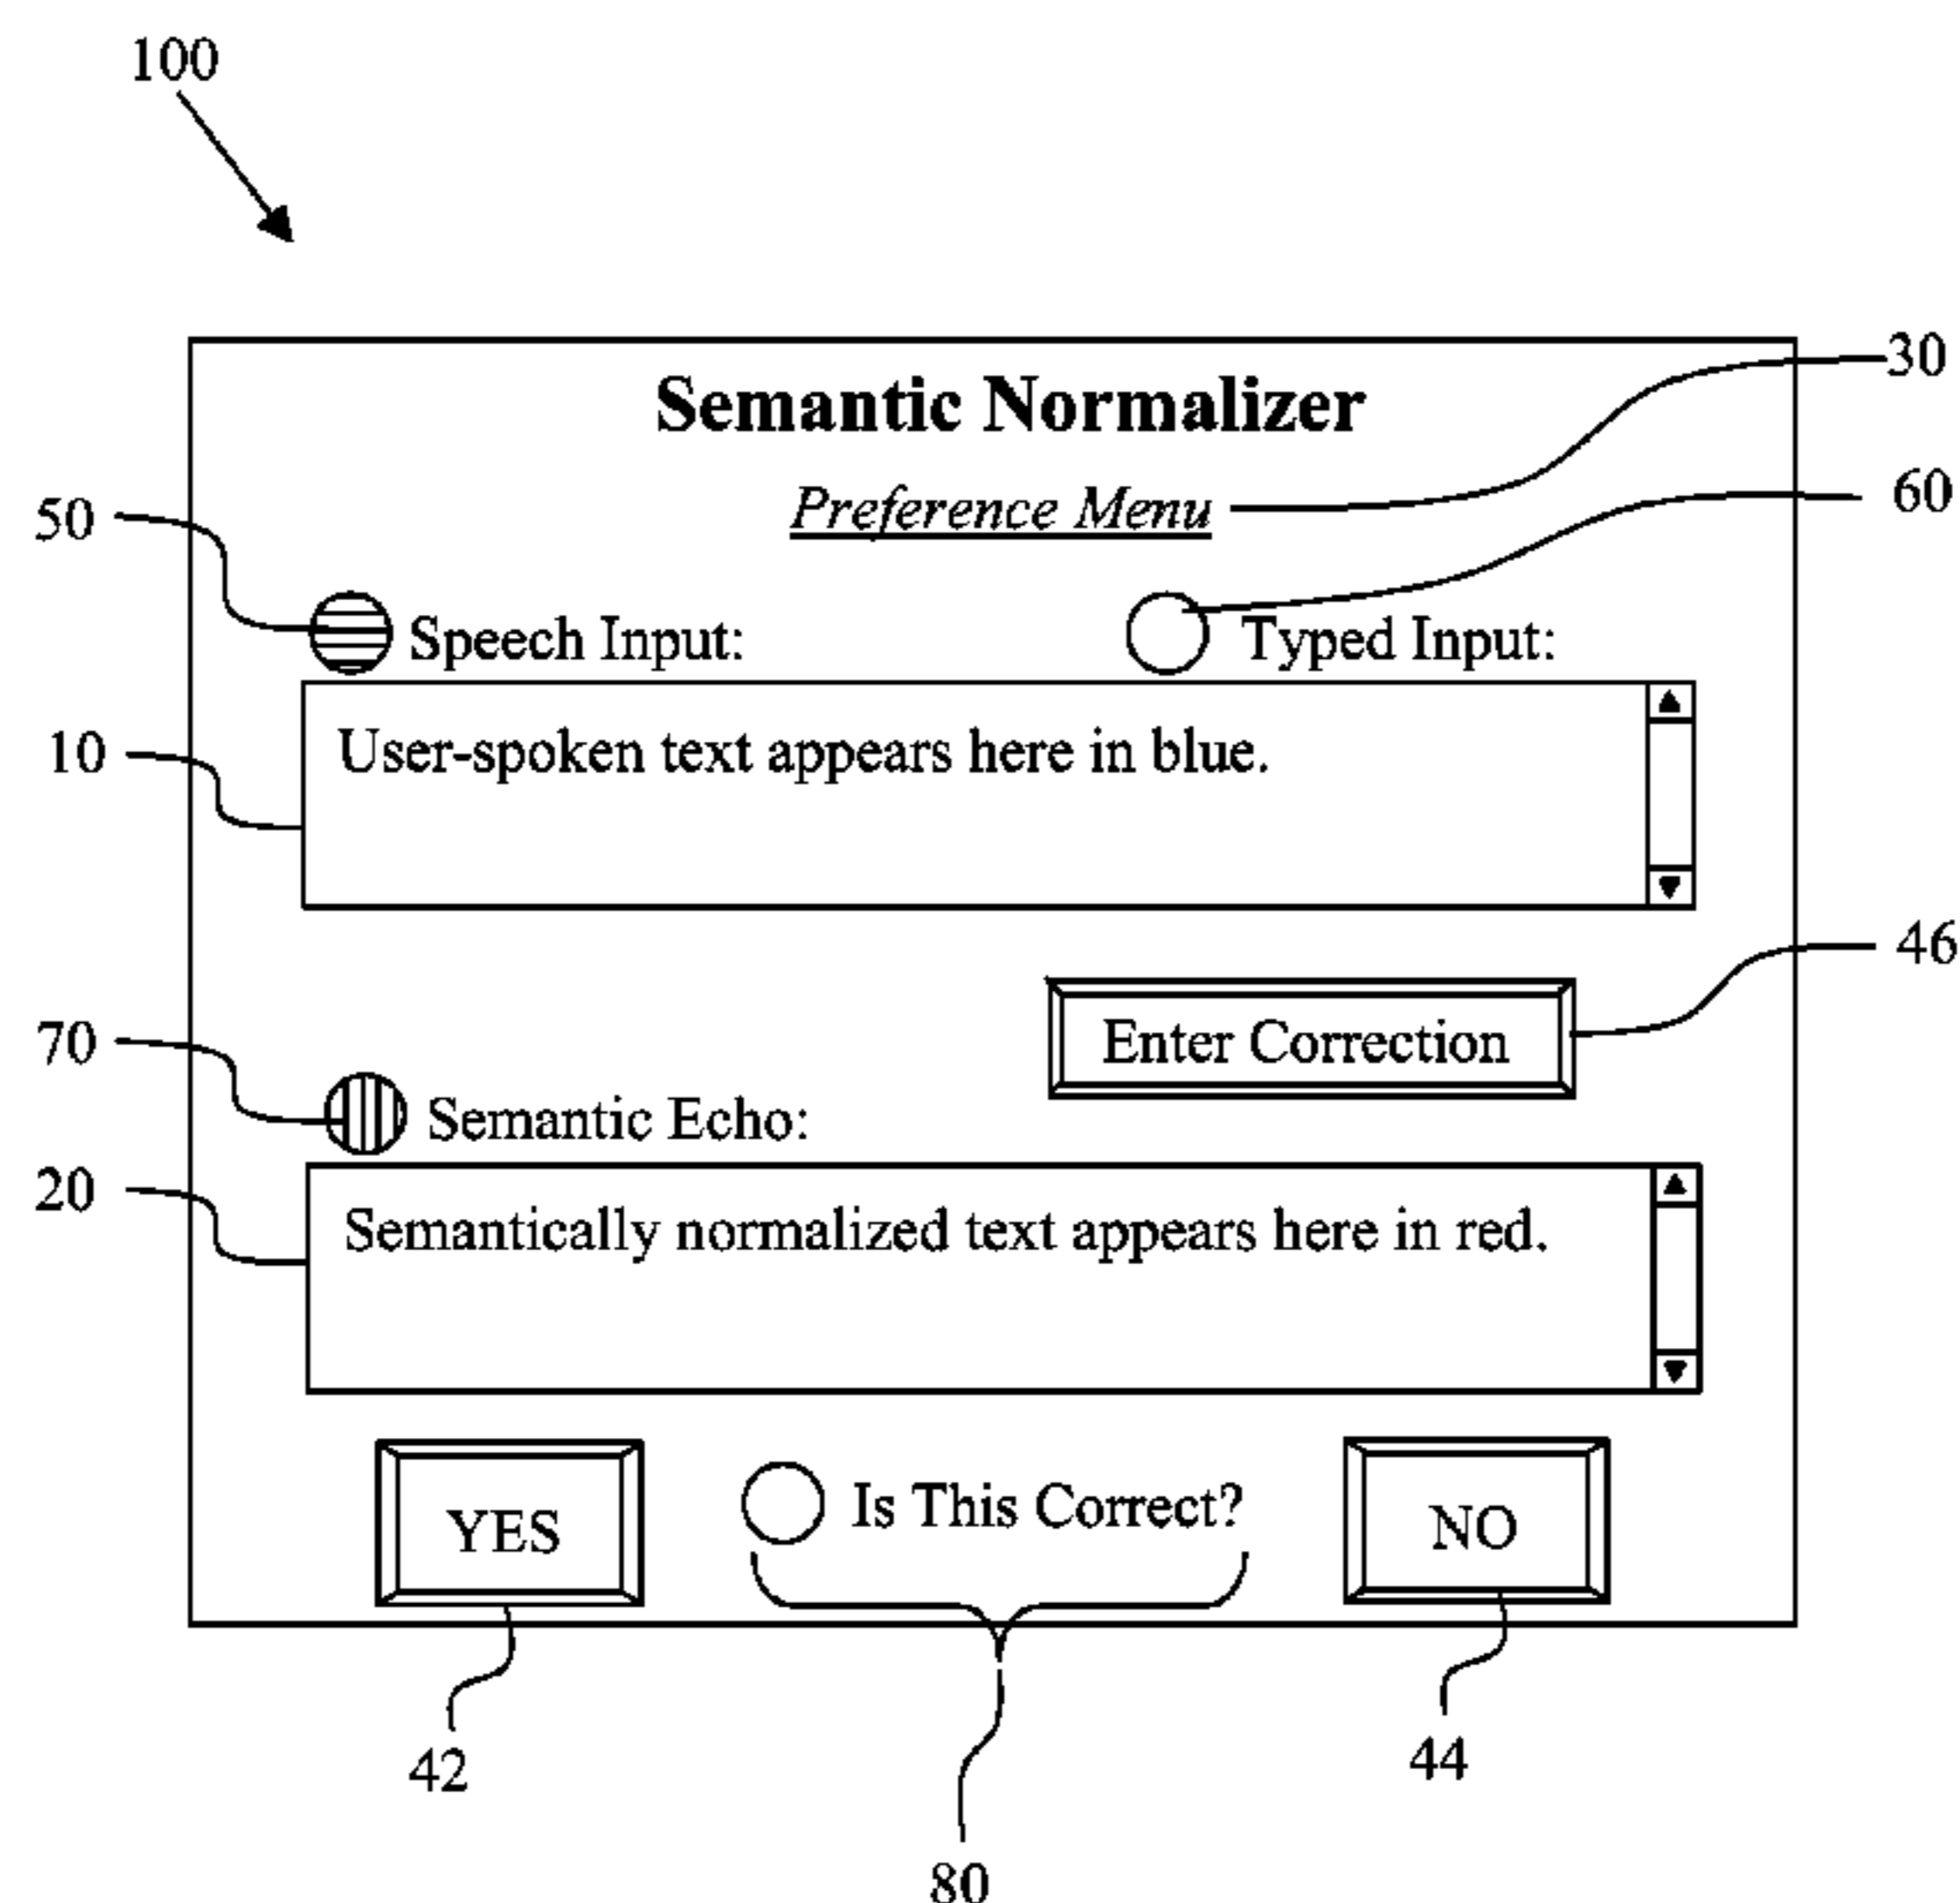 100
30
Semantic Normalizer
60
Preference Menu
50
Speech Input: Typed Input:
10
User-spoken text appears here in blue.
46
Enter Correction
70
Semantic Echo:
20
Semantically normalized text appears here in red.
YES
Is This Correct?
NO
42
44
80